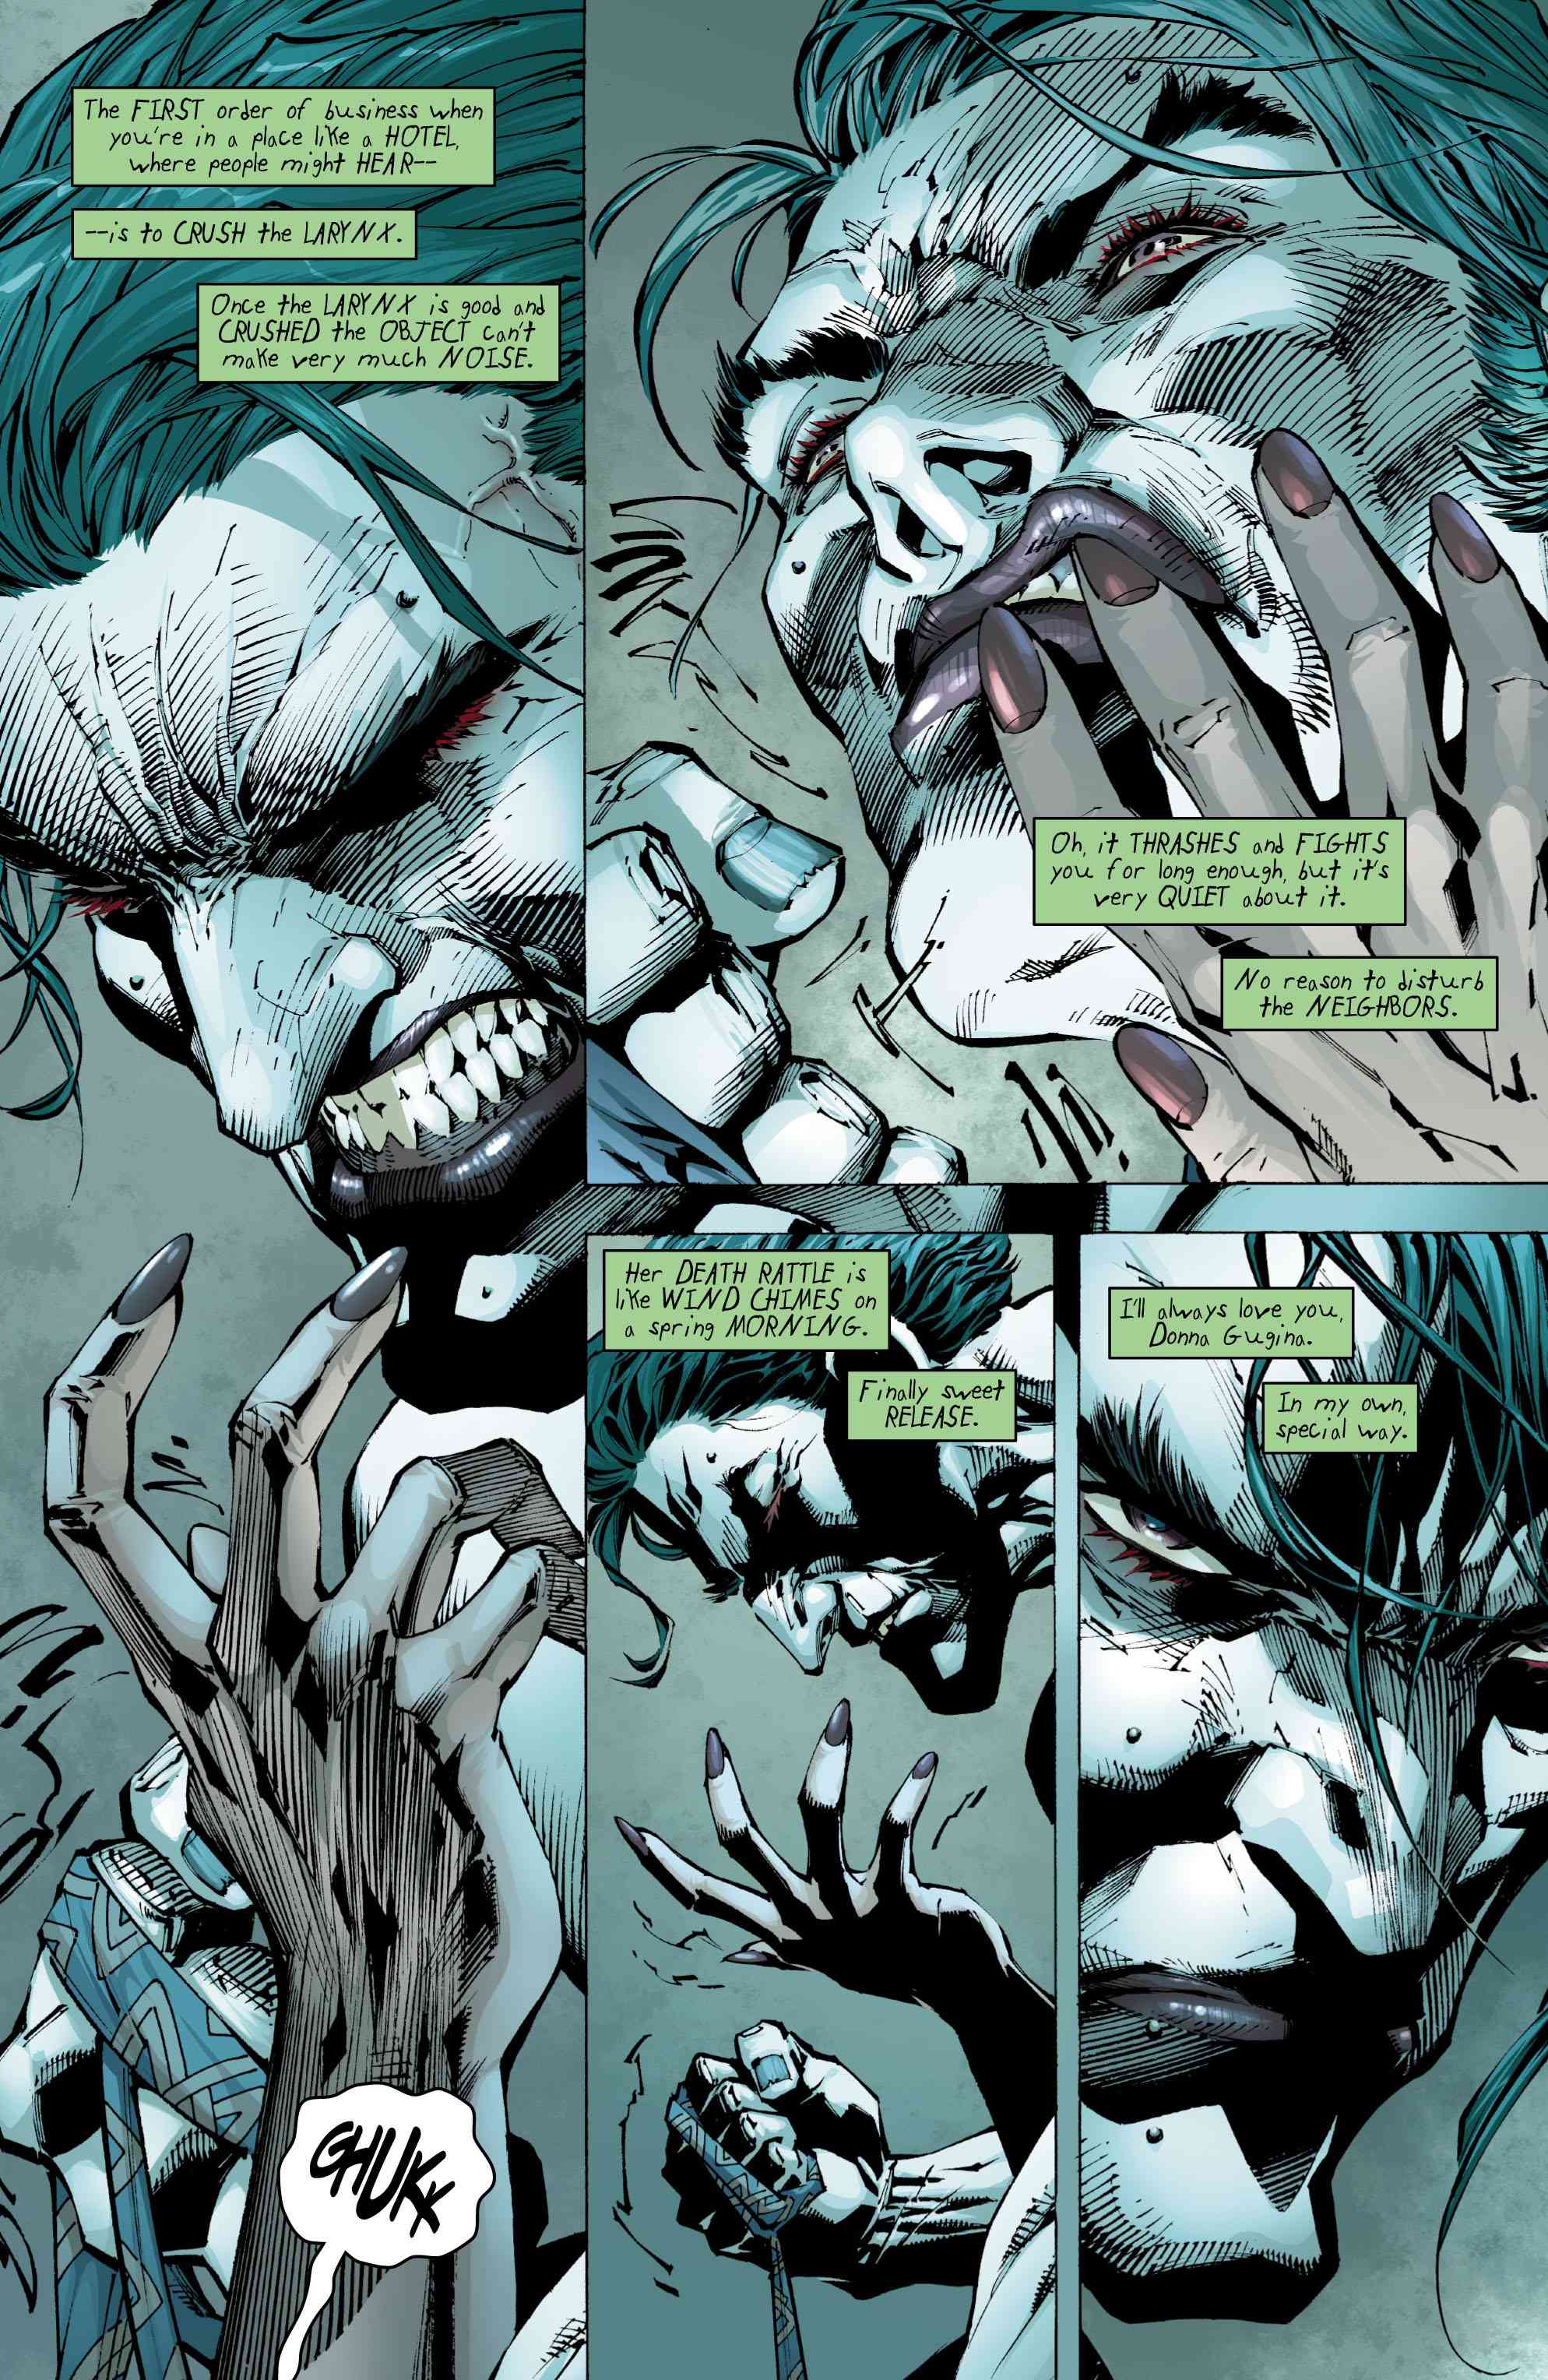 The FIRST order of business when
you're in a place like a HOTEL,
where people might HEAR--
--is to CRUSH the LARYNX.
Once the LARYNX is good and
CRUSHED the OBJECT can't
make very much NOISE.
GHUKK
Oh, it THRASHES and FIGHTS
you for long enough, but it's
very QUIET about it.
No reason to disturb
the NEIGHBORS.
Her DEATH RATTLE is
like WIND CHIMES on
a spring MORNING.
Finally sweet
RELEASE.
I'll always love you,
Donna Gugina.
In my own,
special way.